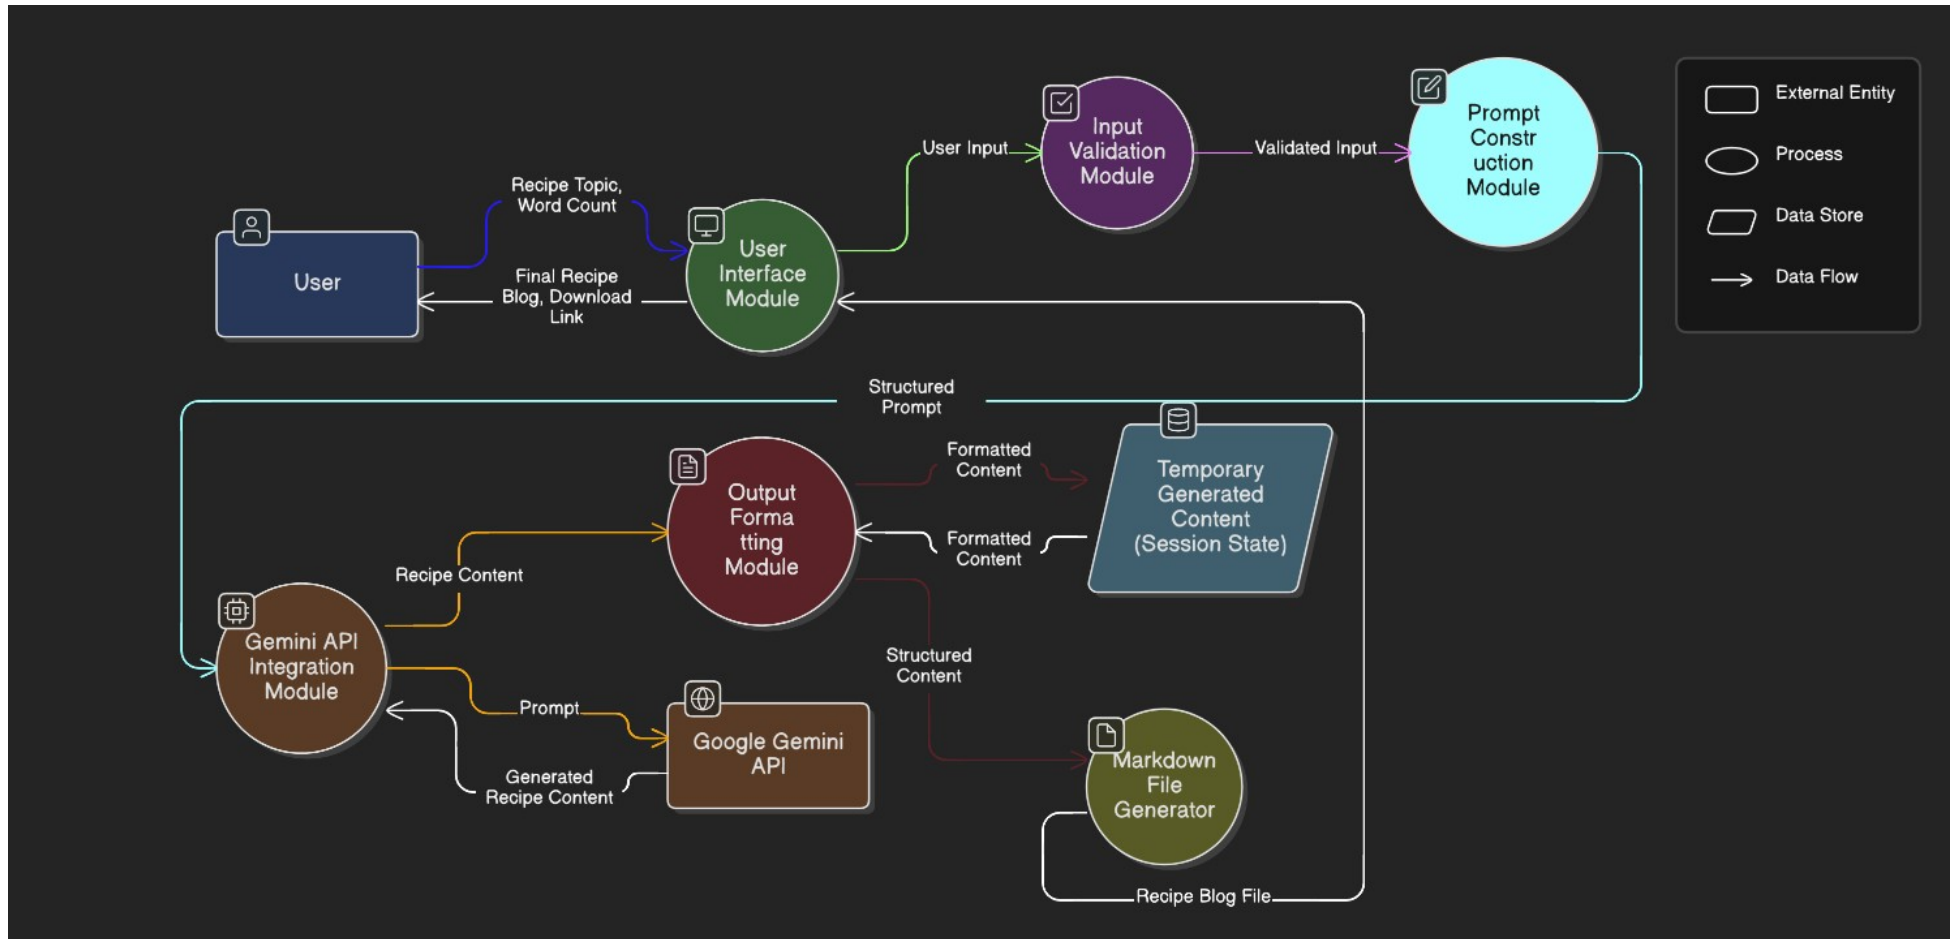 User
Recipe Topic,
Word Count
Final Recipe
Blog, Download
Link
User
Interface
Module
User Input
Input
Validation
Module
Validated Input
Prompt
Constr
uction
Module
External Entity
Process
Data Store
Data Flow
Structured
Prompt
Gemini API
Integration
Module
Recipe Content
Prompt
Generated
Recipe Content
Google Gemini
API
Output
Forma
tting
Module
Formatted
Content
Formatted
Content
Temporary
Generated
Content
(Session State)
Structured
Content
Markdown
File
Generator
Recipe Blog File